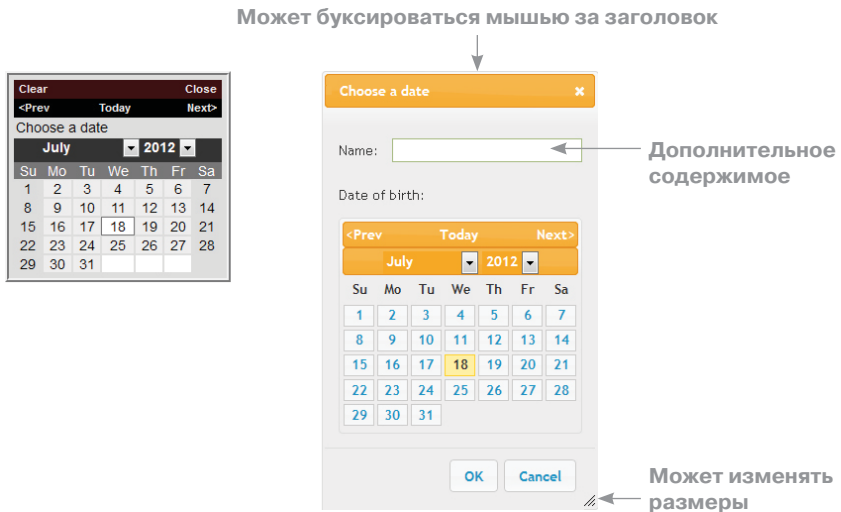 Может буксироваться мышью за заголовок
Clear Close
<Prev Today Next>
Choose a date
July 2012
Su Mo Tu We Th Fr Sa
1 2 3 4 5 6 7
8 9 10 11 12 13 14
15 16 17 18 19 20 21
22 23 24 25 26 27 28
29 30 31
Choose a date
Name:
Дополнительное
содержимое
Date of birth:
<Prev Today Next>
July 2012
Su Mo Tu We Th Fr Sa
1 2 3 4 5 6 7
8 9 10 11 12 13 14
15 16 17 18 19 20 21
22 23 24 25 26 27 28
29 30 31
OK Cancel
Может изменять
размеры